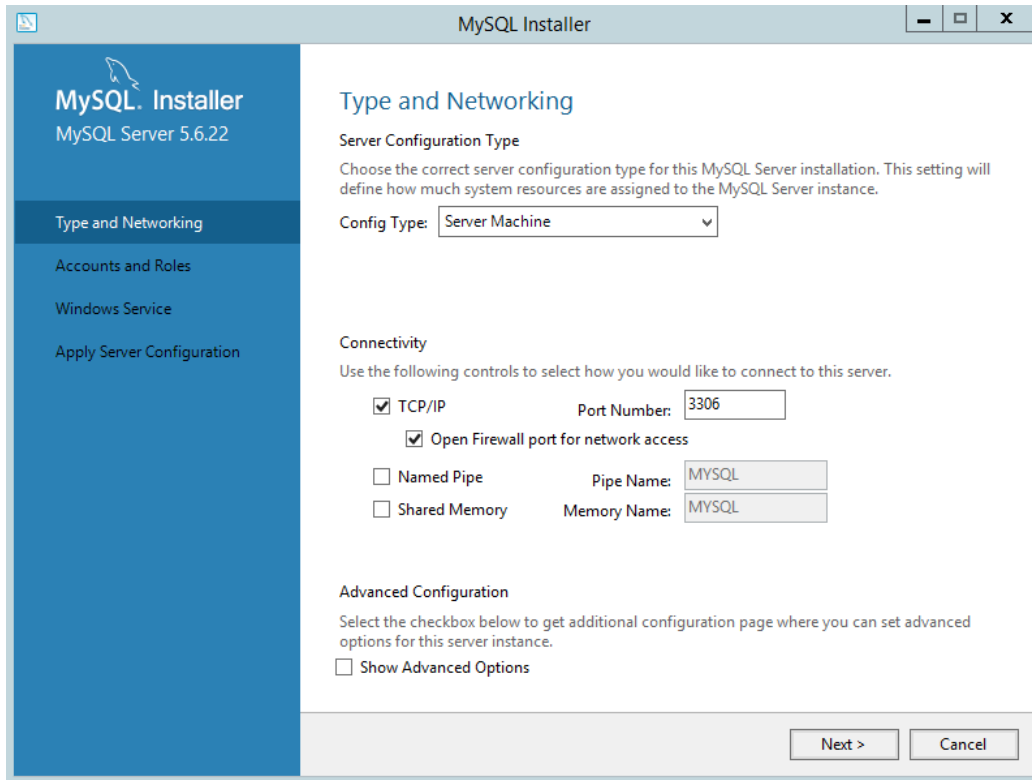 MySQL Installer
MySQL. Installer
MySQL Server 5.6.22
Type and Networking
Accounts and Roles
Windows Service
Apply Server Configuration
Type and Networking
Server Configuration Type
Choose the correct server configuration type for this MySQL Server installation. This setting will
define how much system resources are assigned to the MySQL Server instance.
Config Type: Server Machine
Connectivity
Use the following controls to select how you would like to connect to this server.
TCP/IP Port Number: 3306
Open Firewall port for network access
Named Pipe Pipe Name: MYSQL
Shared Memory Memory Name: MYSQL
Advanced Configuration
Select the checkbox below to get additional configuration page where you can set advanced
options for this server instance.
Show Advanced Options
Next > Cancel